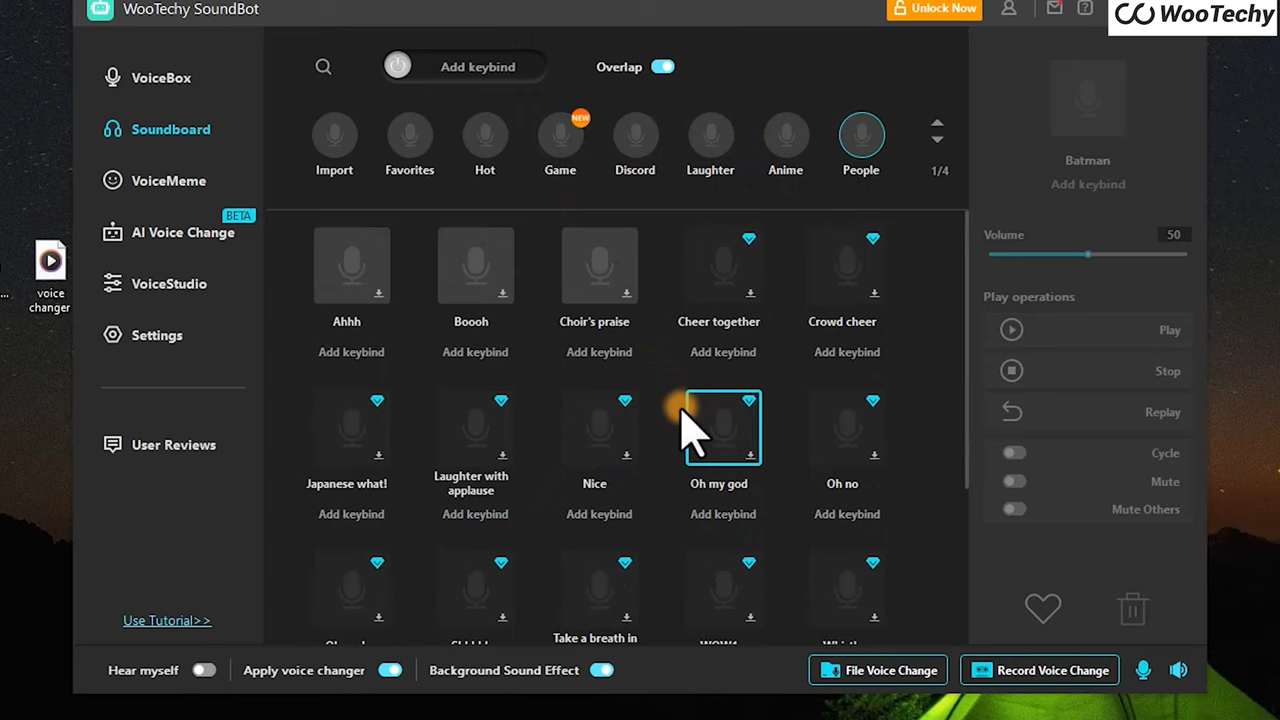 WooTechy SoundBot
Unlock Now
WooTechy
VoiceBox
Soundboard
VoiceMeme
BETA
AI Voice Change
VoiceStudio
Settings
User Reviews
Use Tutorial>>
voice
changer
...
Add keybind
Overlap
NEW
Import
Favorites
Hot
Game
Discord
Laughter
Anime
People
1/4
Ahhh
Boooh
Choir's praise
Cheer together
Crowd cheer
Add keybind
Add keybind
Add keybind
Add keybind
Add keybind
Japanese what!
Laughter with
applause
Nice
Oh my god
Oh no
Add keybind
Add keybind
Add keybind
Add keybind
Add keybind
Take a breath in
Batman
Add keybind
Volume
50
Play operations
Play
Stop
Replay
Cycle
Mute
Mute Others
Hear myself
Apply voice changer
Background Sound Effect
File Voice Change
Record Voice Change